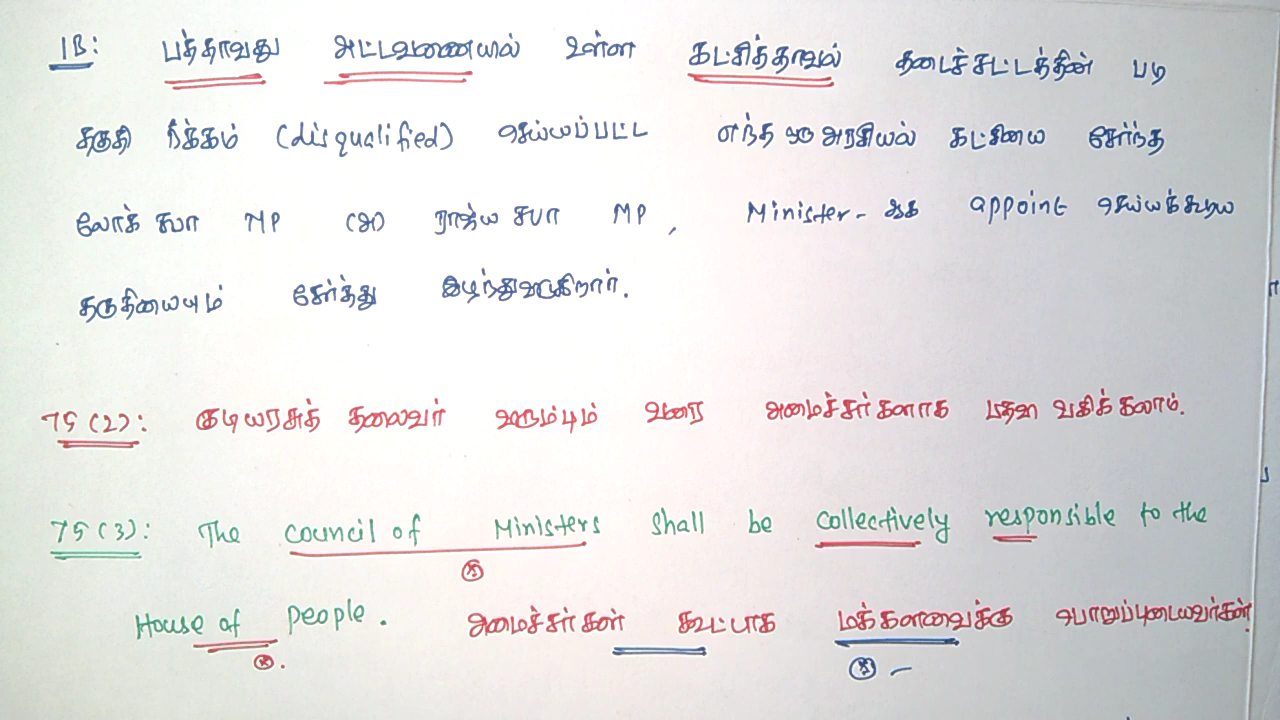 1B: பத்தாவது அட்டவணையில் உள்ள கட்சித்தாவல் தடைச்சட்டத்தின் படி
தகுதி நீக்கம் (disqualified) செய்யப்பட்ட எந்த ஒரு அரசியல் கட்சியை சேர்ந்த
லோக் சபா MP (அ) ராஜ்ய சபா MP, Minister-ஆக appoint செய்யக்கூடிய
தகுதியையும் சேர்த்து இழந்துவிடுகிறார்.
75(2): குடியரசுத் தலைவர் விரும்பும் வரை அமைச்சர்களாக பதவி வகிக்கலாம்.
75(3): The council of Ministers shall be collectively responsible to the
House of people. அமைச்சர்கள் கூட்டாக மக்களவைக்கு பொறுப்புடையவர்கள்.